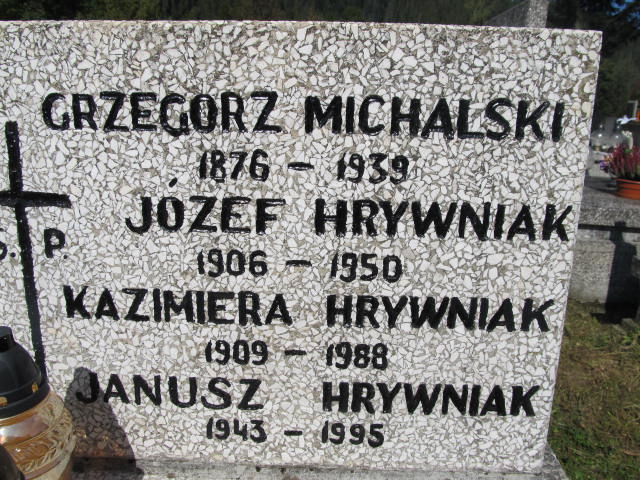 GRZEGORZ MICHALSKI
1876 – 1939
JÓZEF HRYWNIAK
Ś. P.
1906 – 1950
KAZIMIERA HRYWNIAK
1909 – 1988
JANUSZ HRYWNIAK
1943 – 1995